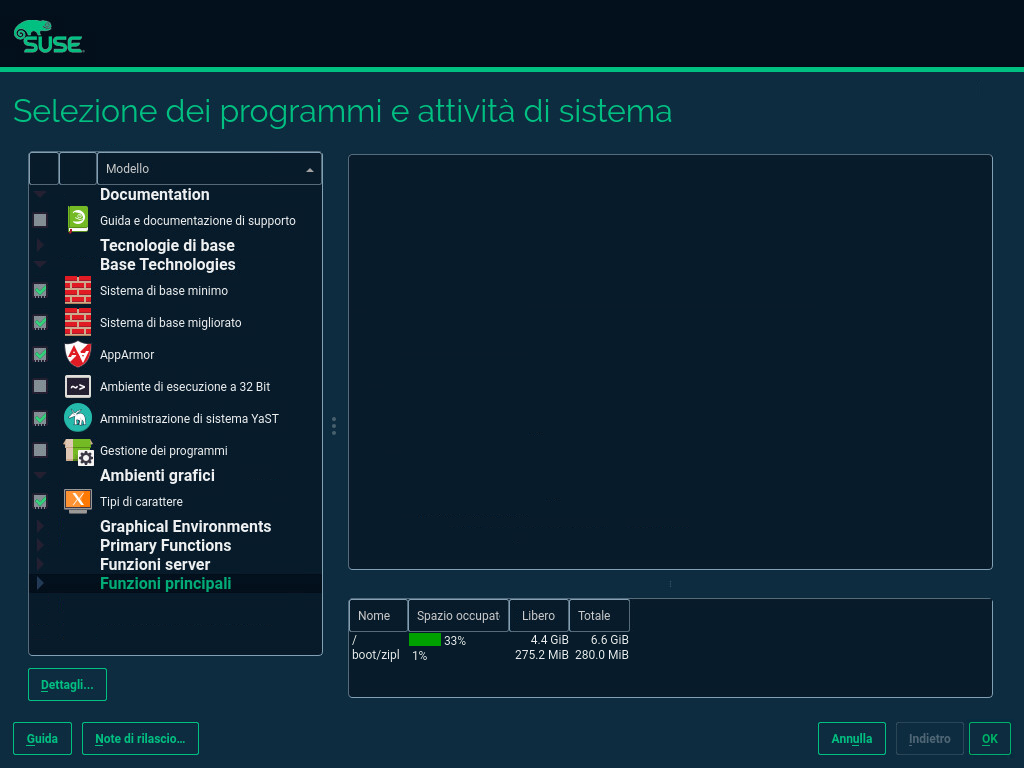 SUSE
Selezione dei programmi e attività di sistema
Modello
Documentation
Guida e documentazione di supporto
Tecnologie di base
Base Technologies
Sistema di base minimo
Sistema di base migliorato
AppArmor
Ambiente di esecuzione a 32 Bit
Amministrazione di sistema YaST
Gestione dei programmi
Ambienti grafici
Tipi di carattere
Graphical Environments
Primary Functions
Funzioni server
Funzioni principali
Nome Spazio occupat Libero Totale
/ 33% 4.4 GiB 6.6 GiB
boot/zipl 1% 275.2 MiB 280.0 MiB
Dettagli...
Guida Note di rilascio... Annulla Indietro OK